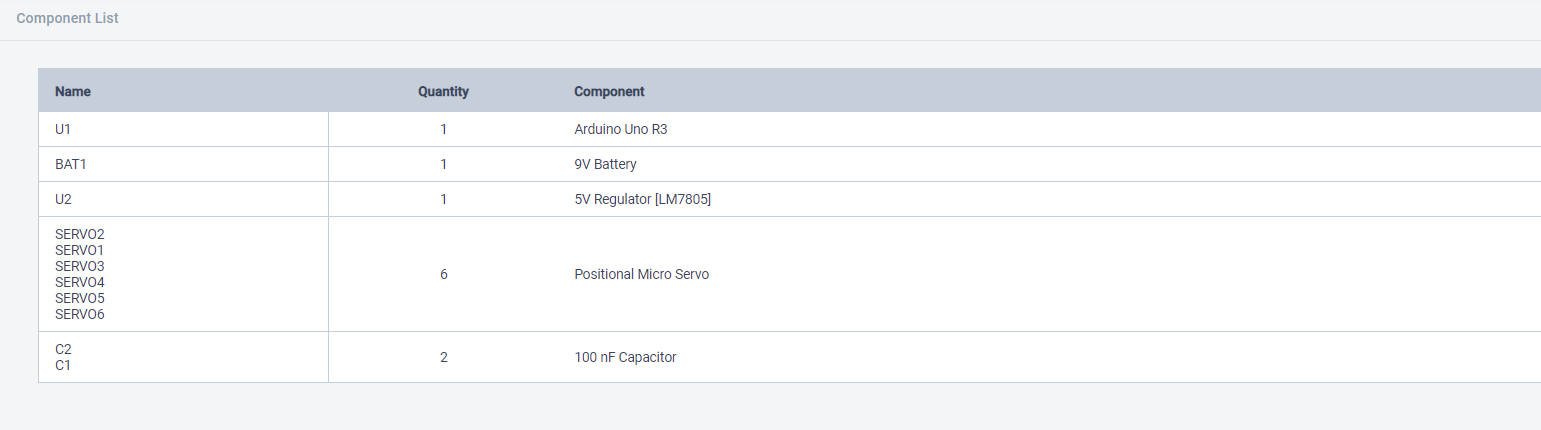 Component List
Name Quantity Component
U1 1 Arduino Uno R3
BAT1 1 9V Battery
U2 1 5V Regulator [LM7805]
SERVO2
SERVO1
SERVO3
SERVO4
SERVO5
SERVO6
6 Positional Micro Servo
C2
C1
2 100 nF Capacitor